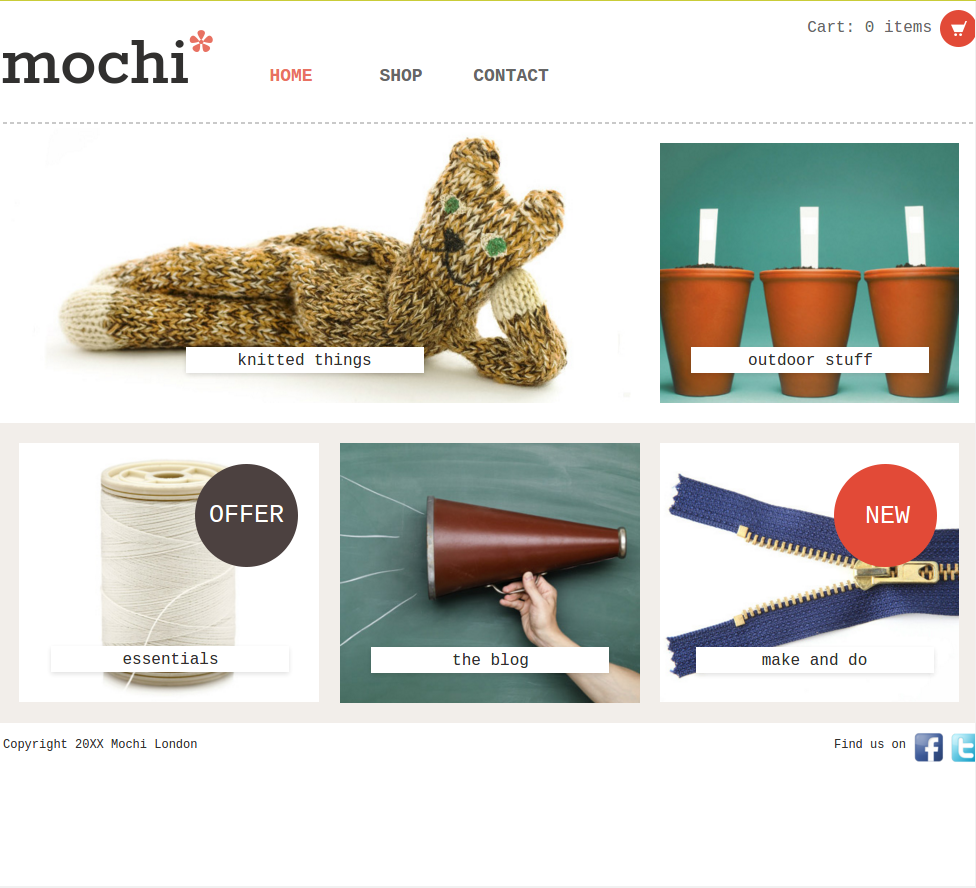 Cart: 0 items
mochi*
HOME SHOP CONTACT
knitted things
outdoor stuff
OFFER
NEW
essentials
the blog
make and do
Copyright 20XX Mochi London
Find us on